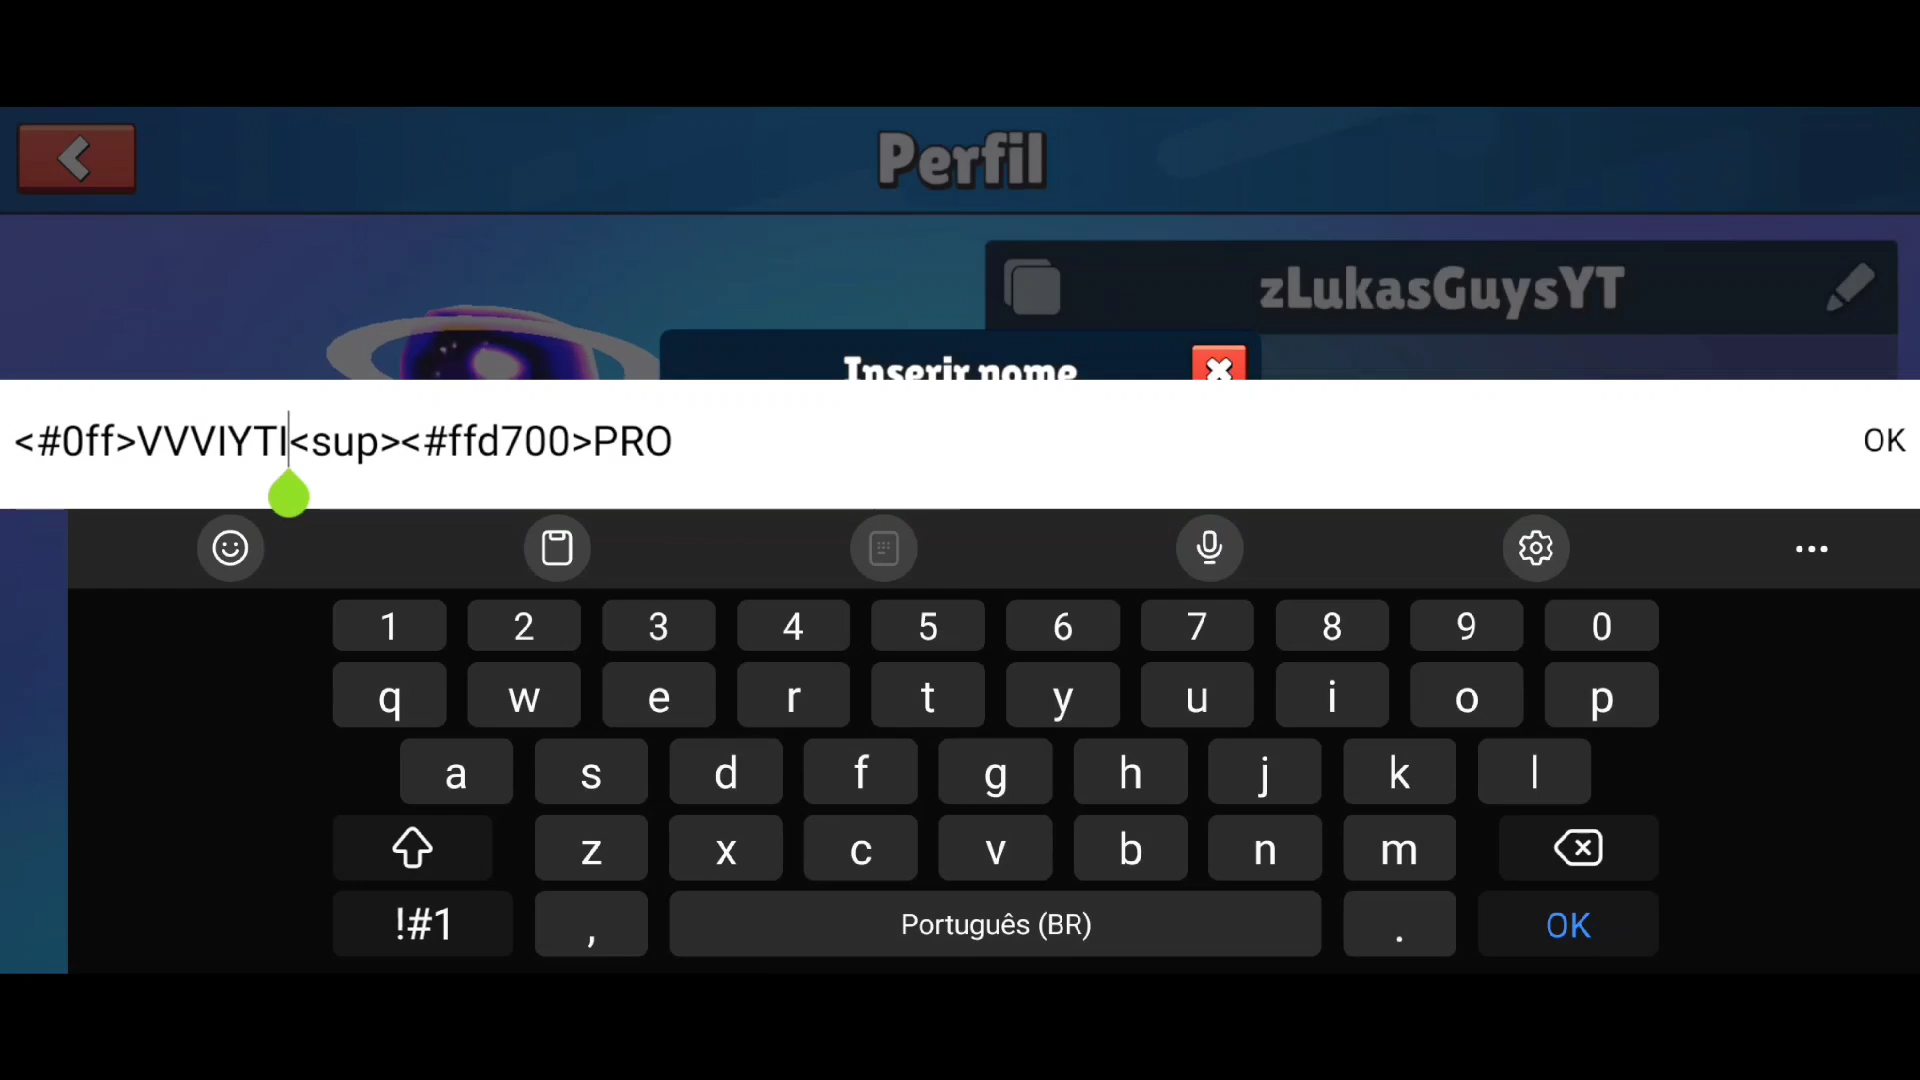 Perfil
zLukasGuysYT
Inserir nome
<#0ff>VVVIYTI<sup><#ffd700>PRO
OK
1 2 3 4 5 6 7 8 9 0
q w e r t y u i o p
a s d f g h j k l
z x c v b n m
!#1 , Português (BR) . OK